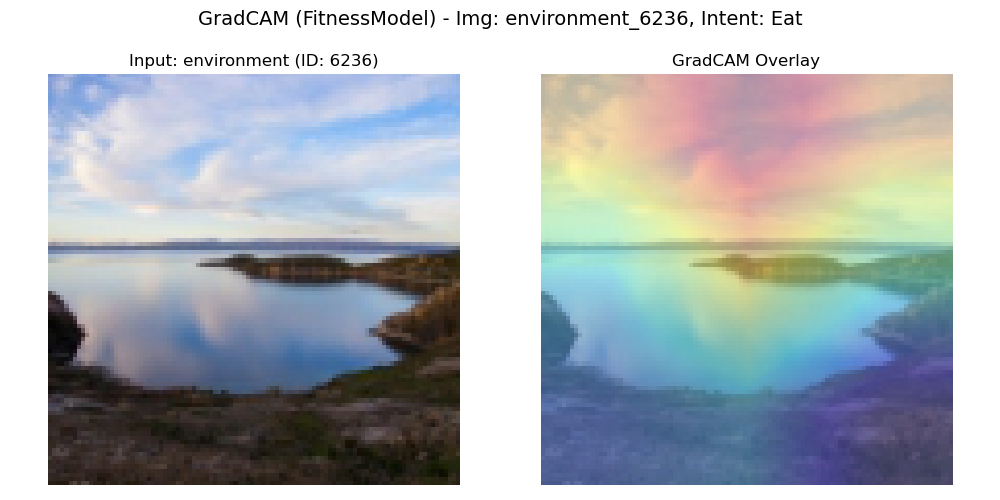 GradCAM (FitnessModel) - Img: environment_6236, Intent: Eat
Input: environment (ID: 6236)
GradCAM Overlay